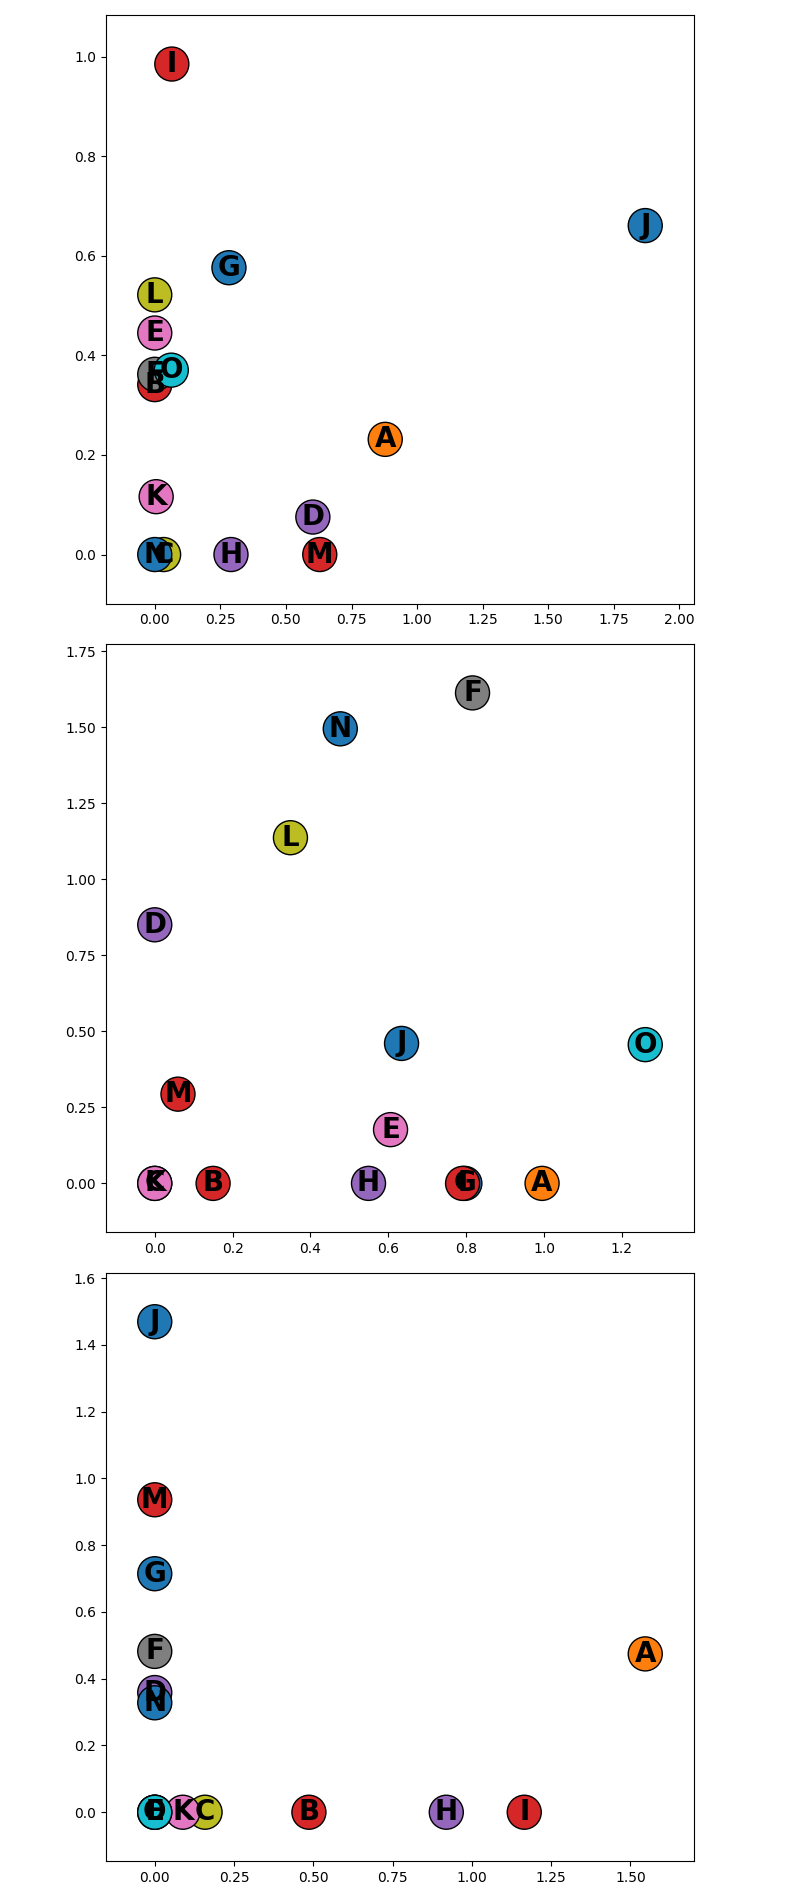 1.0
I
0.8
J
0.6
G
L
E
0.4
F O
B
A
0.2
K
D
0.0
N C H M
0.00 0.25 0.50 0.75 1.00 1.25 1.50 1.75 2.00
1.75
F
1.50
N
1.25
L
1.00
D
0.75
0.50
J O
M
0.25
E
0.00
K B H G A
0.0 0.2 0.4 0.6 0.8 1.0 1.2
1.6
J
1.4
1.2
1.0
M
0.8
G
0.6
F A
0.4
D
N
0.2
0.0
O K C B H I
0.00 0.25 0.50 0.75 1.00 1.25 1.50